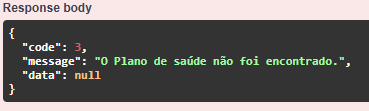 Response body
{
"code": 3,
"message": "O Plano de saúde não foi encontrado.",
"data": null
}